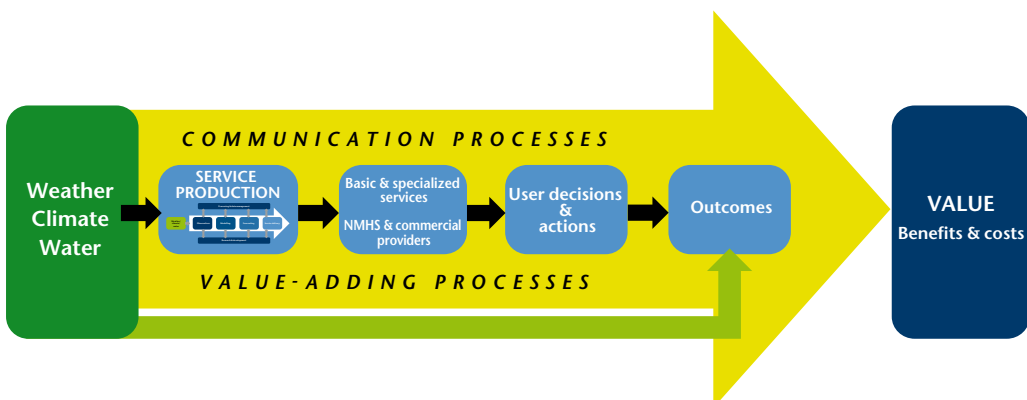 COMMUNICATION PROCESSES
Weather
Climate
Water
SERVICE
PRODUCTION
Basic & specialized
services
NMHS & commercial
providers
User decisions
&
actions
Outcomes
VALUE
Benefits & costs
VALUE-ADDING PROCESSES